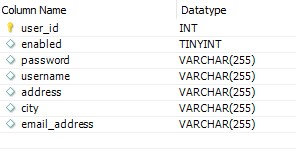 Column Name Datatype
user_id INT
enabled TINYINT
password VARCHAR(255)
username VARCHAR(255)
address VARCHAR(255)
city VARCHAR(255)
email_address VARCHAR(255)